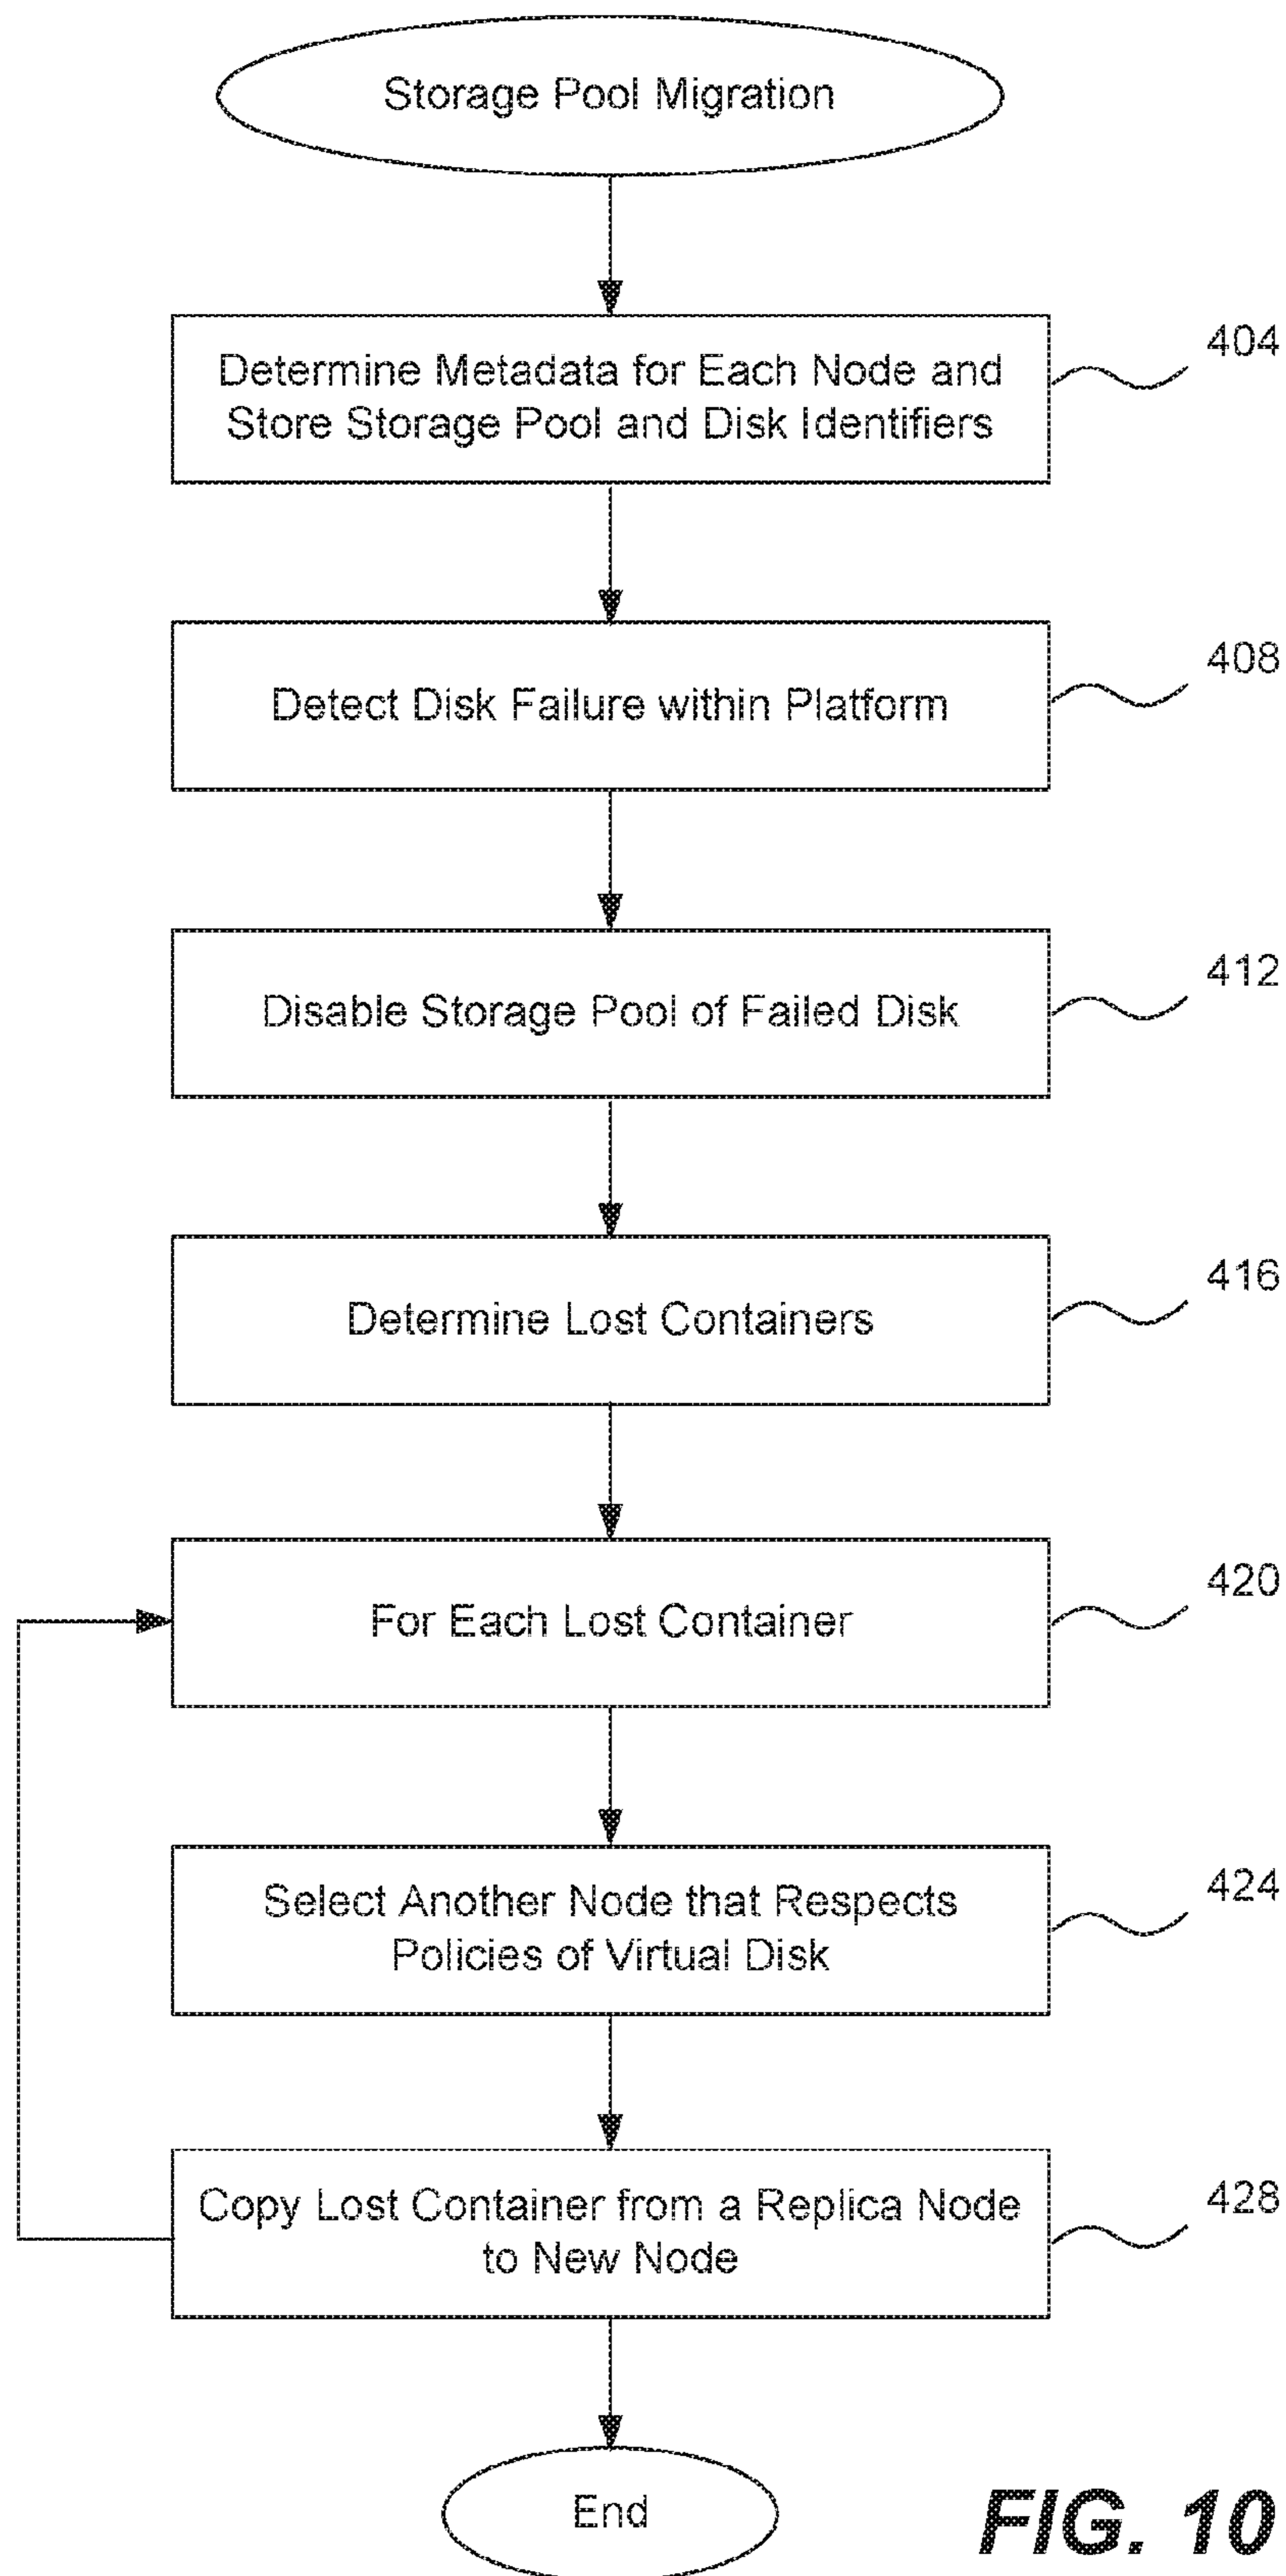 Storage Pool Migration
404
Determine Metadata for Each Node and
Store Storage Pool and Disk Identifiers
408
Detect Disk Failure within Platform
412
Disable Storage Pool of Failed Disk
416
Determine Lost Containers
420
For Each Lost Container
424
Select Another Node that Respects
Policies of Virtual Disk
428
Copy Lost Container from a Replica Node
to New Node
End
FIG. 10